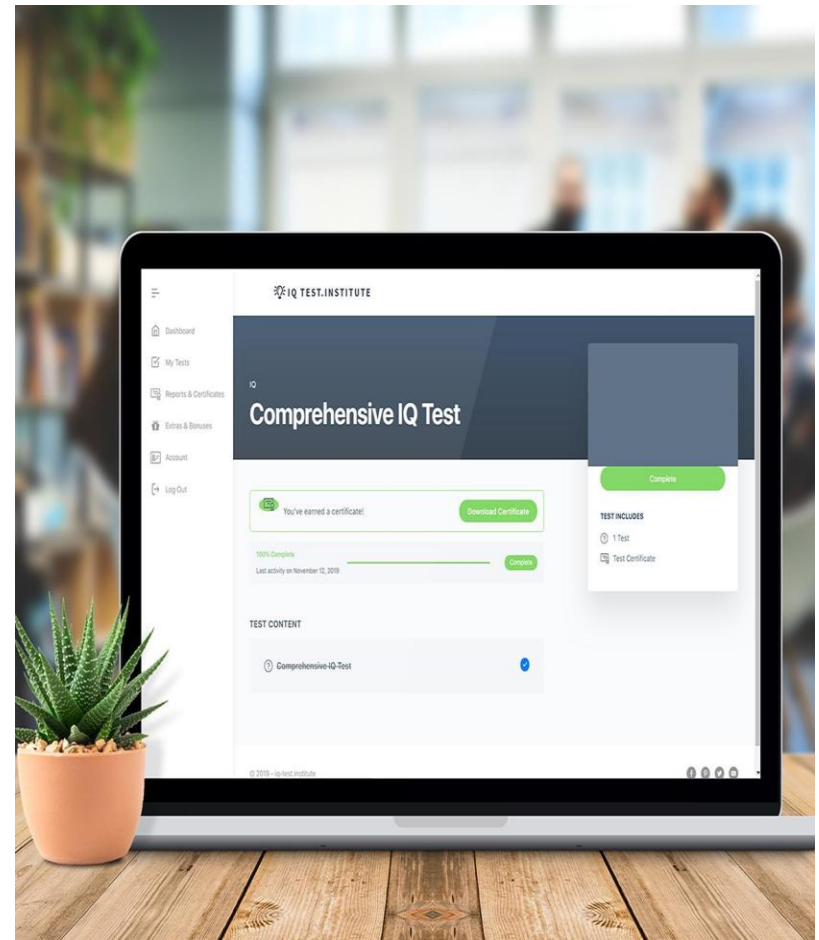 IQ TEST.INSTITUTE
Dashboard
My Tests
Reports & Certificates
Extras & Bonuses
Account
Log Out
IQ
Comprehensive IQ Test
You've earned a certificate!
Download Certificate
100% Complete
Last activity on November 12, 2019
Complete
TEST CONTENT
Comprehensive IQ Test
Complete
TEST INCLUDES
1 Test
Test Certificate
© 2019 - iq-test.institute